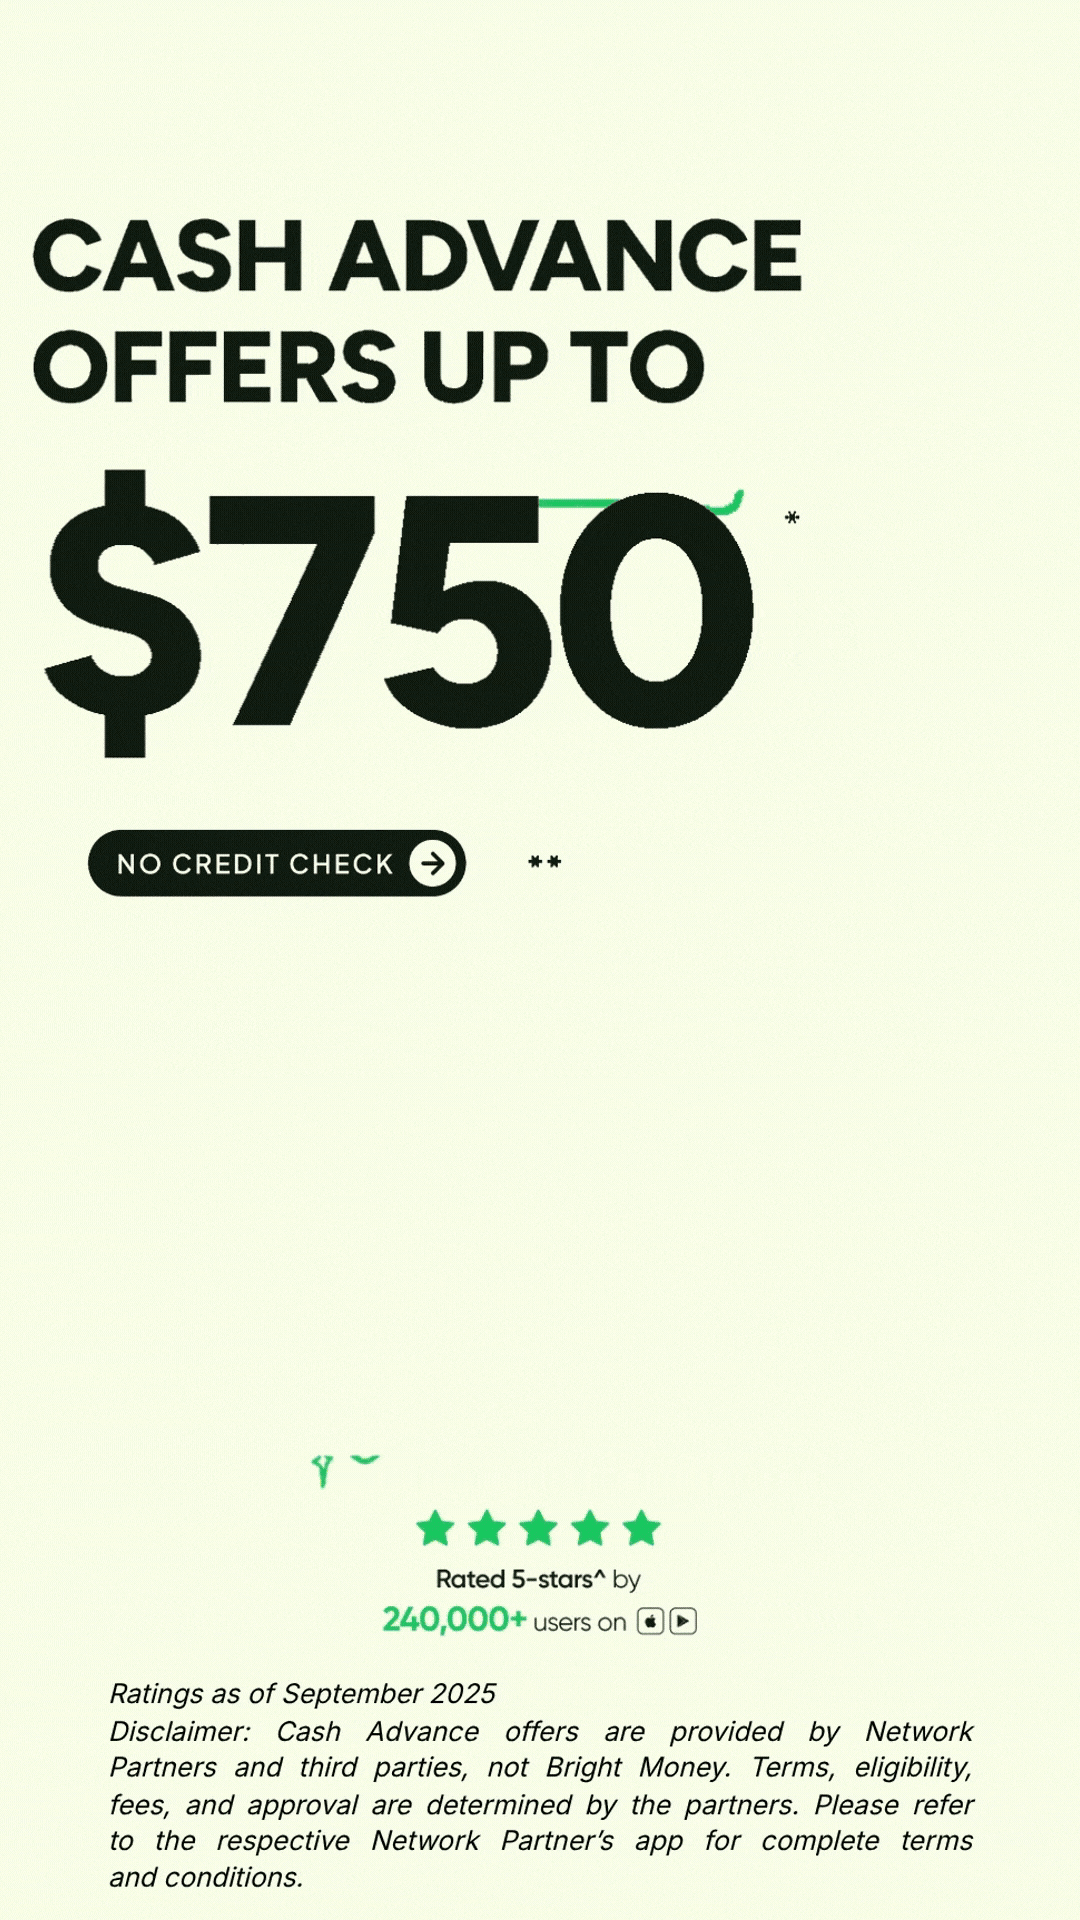 CASH ADVANCE
OFFERS UP TO
$750 *
NO CREDIT CHECK **
Rated 5-stars^ by
240,000+ users on
Ratings as of September 2025
Disclaimer: Cash Advance offers are provided by Network
Partners and third parties, not Bright Money. Terms, eligibility,
fees, and approval are determined by the partners. Please refer
to the respective Network Partner’s app for complete terms
and conditions.